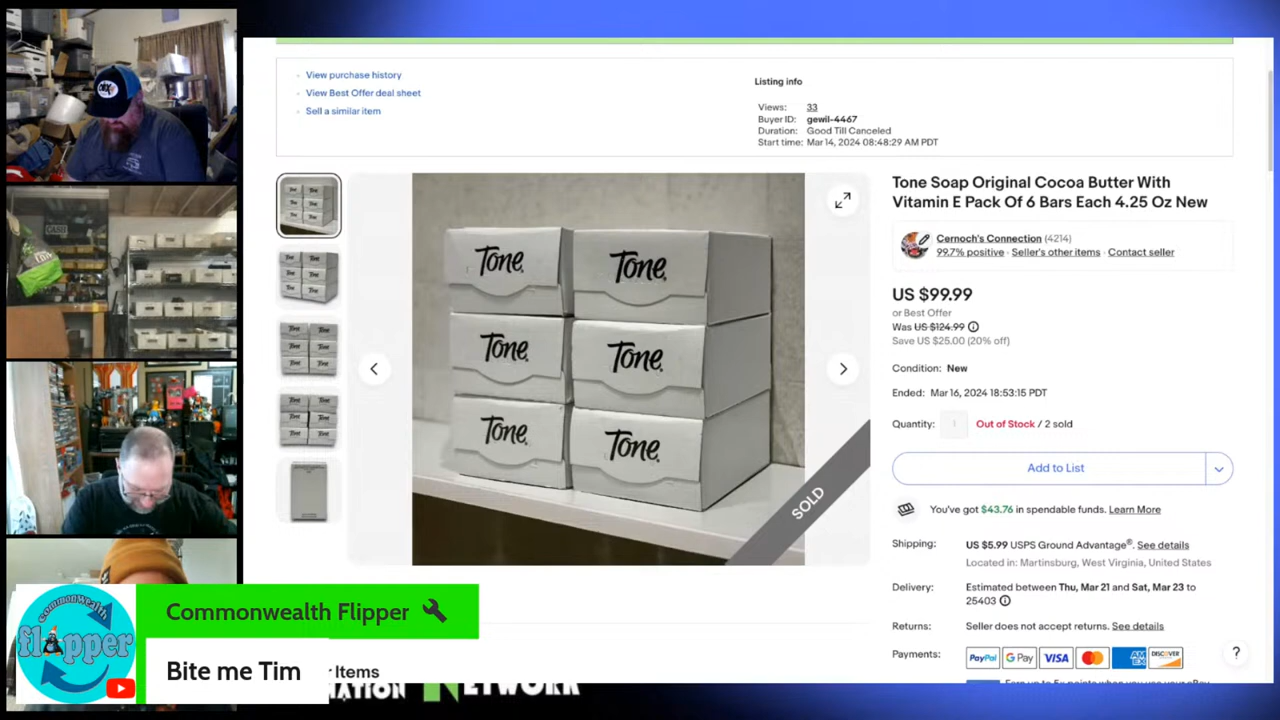 View purchase history
View Best Offer deal sheet
Sell a similar item
Listing info
Views: 33
Buyer ID: gewil-4467
Duration: Good Till Canceled
Start time: Mar 14, 2024 08:48:29 AM PDT
Tone
Tone
Tone
Tone
Tone
Tone
SOLD
Tone Soap Original Cocoa Butter With
Vitamin E Pack Of 6 Bars Each 4.25 Oz New
Cernoch's Connection (4214)
99.7% positive · Seller's other items · Contact seller
US $99.99
or Best Offer
Was US $124.99
Save US $25.00 (20% off)
Condition: New
Ended: Mar 16, 2024 18:53:15 PDT
Quantity: 1 Out of Stock / 2 sold
Add to List
You've got $43.76 in spendable funds. Learn More
Shipping: US $5.99 USPS Ground Advantage®. See details
Located in: Martinsburg, West Virginia, United States
Delivery: Estimated between Thu, Mar 21 and Sat, Mar 23 to
25403
Returns: Seller does not accept returns. See details
Payments: PayPal G Pay VISA mastercard AM EX DISCOVER
?
commonwealth
flipper
Commonwealth Flipper
Bite me Tim
Items
NETWORK